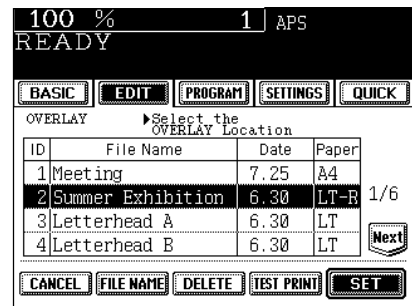 100 % 1 APS
READY
BASIC EDIT PROGRAM SETTINGS QUICK
OVERLAY ▶Select the
OVERLAY Location
ID File Name Date Paper
1 Meeting 7.25 A4
2 Summer Exhibition 6.30 LT-R
1/6
3 Letterhead A 6.30 LT
4 Letterhead B 6.30 LT
Next
CANCEL FILE NAME DELETE TEST PRINT SET